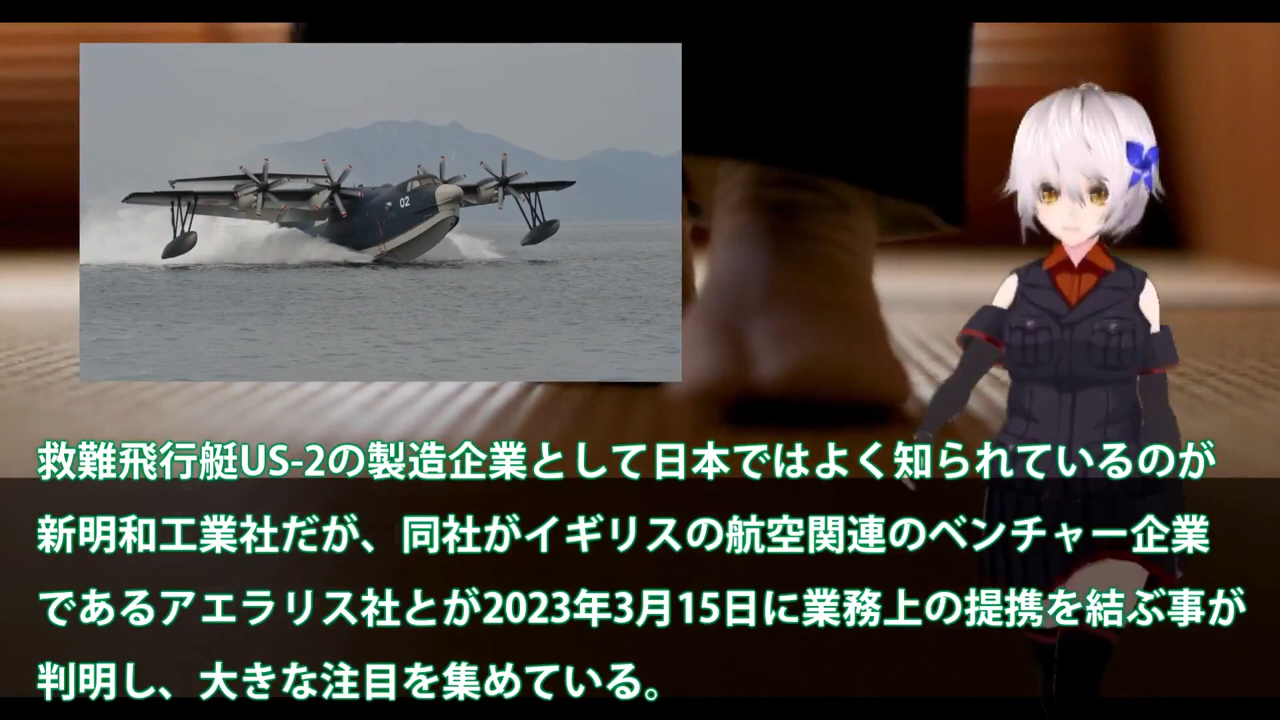 02
救難飛行艇US-2の製造企業として日本ではよく知られているのが
新明和工業社だが、同社がイギリスの航空関連のベンチャー企業
であるアエラリス社とが2023年3月15日に業務上の提携を結ぶ事が
判明し、大きな注目を集めている。